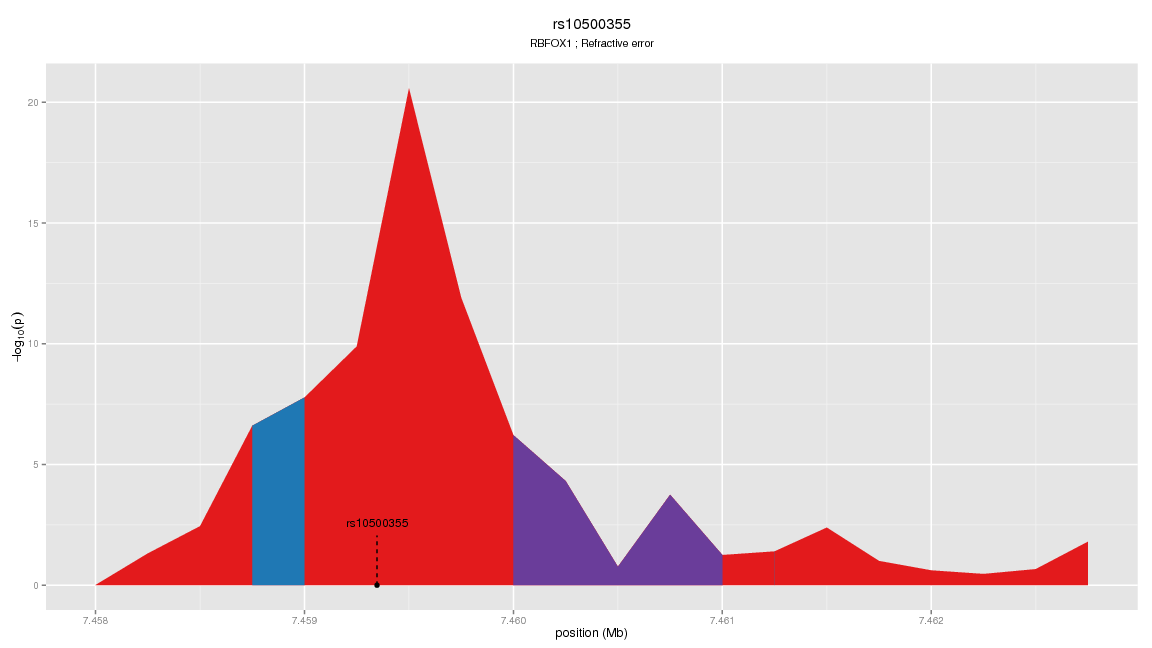 rs10500355
RBFOX1 ; Refractive error
−log10(p)
20
15
10
5
0
rs10500355
7.458 7.459 7.460 7.461 7.462
position (Mb)